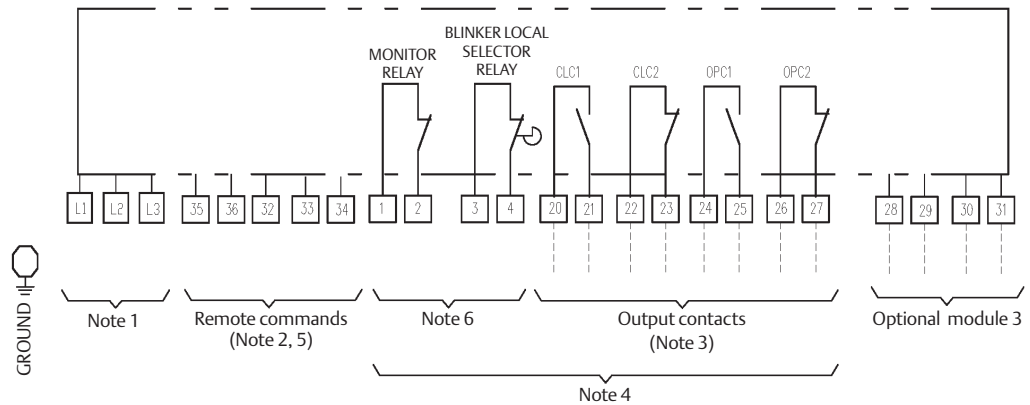 BLINKER LOCAL
SELECTOR
RELAY
MONITOR
RELAY
CLC1
CLC2
OPC1
OPC2
L1 L2 L3 35 36 32 33 34 1 2 3 4 20 21 22 23 24 25 26 27 28 29 30 31
GROUND
Note 1
Remote commands
(Note 2, 5)
Note 6
Output contacts
(Note 3)
Optional module 3
Note 4